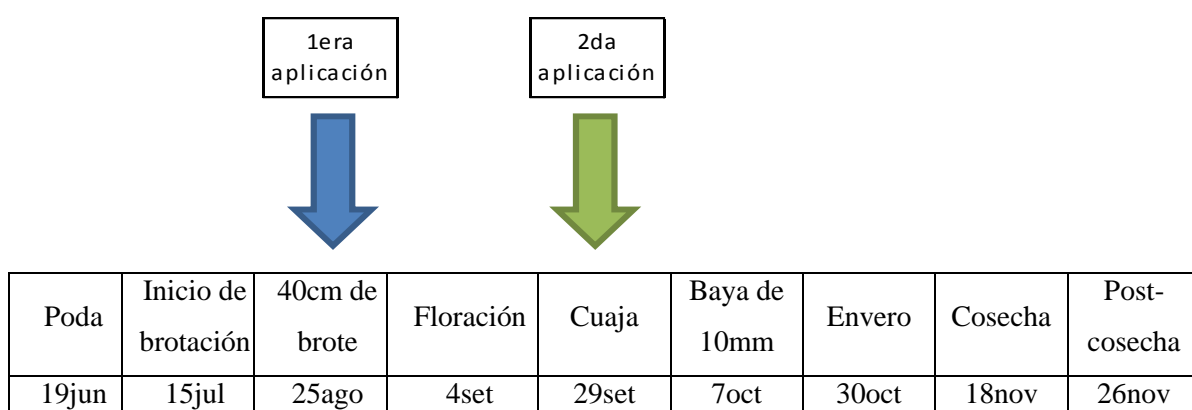 1era
aplicación
2da
aplicación
Poda
Inicio de
brotación
40cm de
brote
Floración
Cuaja
Baya de
10mm
Envero
Cosecha
Post-
cosecha
19jun
15jul
25ago
4set
29set
7oct
30oct
18nov
26nov